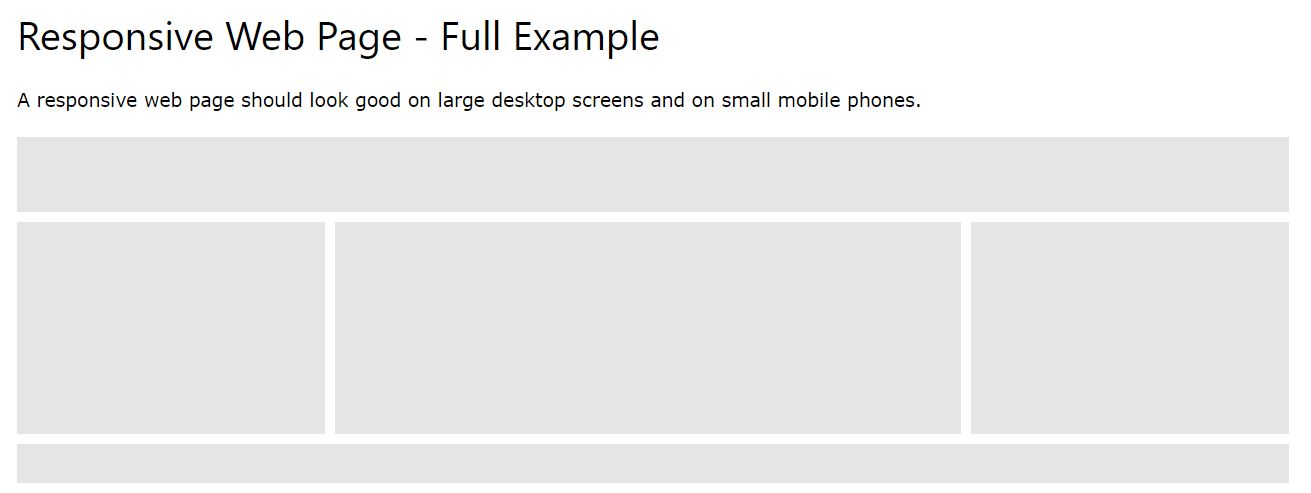 Responsive Web Page - Full Example
A responsive web page should look good on large desktop screens and on small mobile phones.